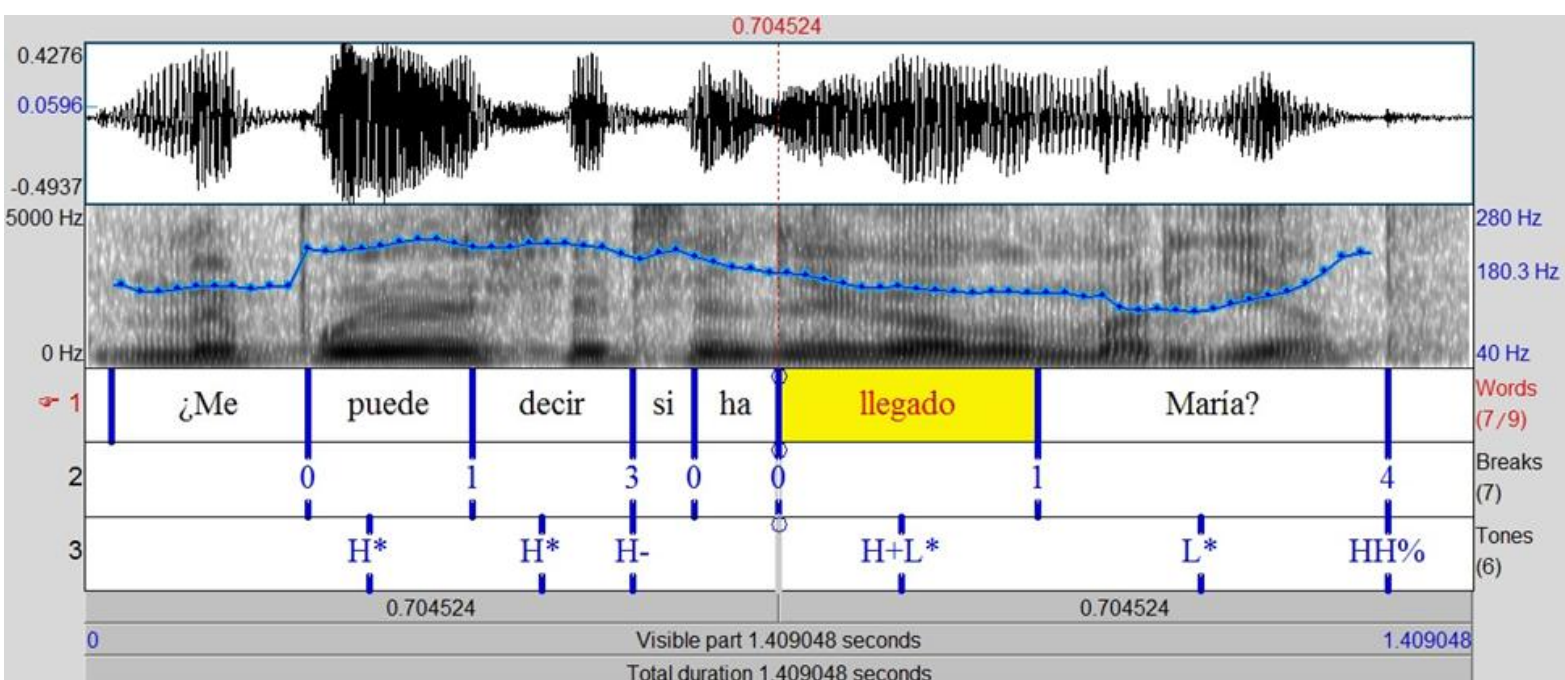 0.704524
0.4276
0.0596
-0.4937
5000 Hz
280 Hz
180.3 Hz
0 Hz
40 Hz
1 ¿Me puede decir si ha llegado María? Words (7/9)
2 0 1 3 0 0 1 4 Breaks (7)
3 H* H* H- H+L* L* HH% Tones (6)
0.704524 0.704524
0 Visible part 1.409048 seconds 1.409048
Total duration 1.409048 seconds